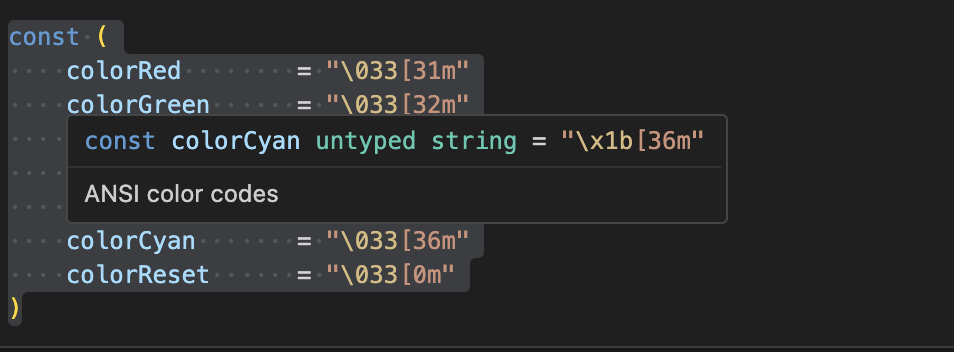 const (
    colorRed        = "\033[31m"
    colorGreen      = "\033[32m"
const colorCyan untyped string = "\x1b[36m"
ANSI color codes
    colorCyan       = "\033[36m"
    colorReset      = "\033[0m"
)